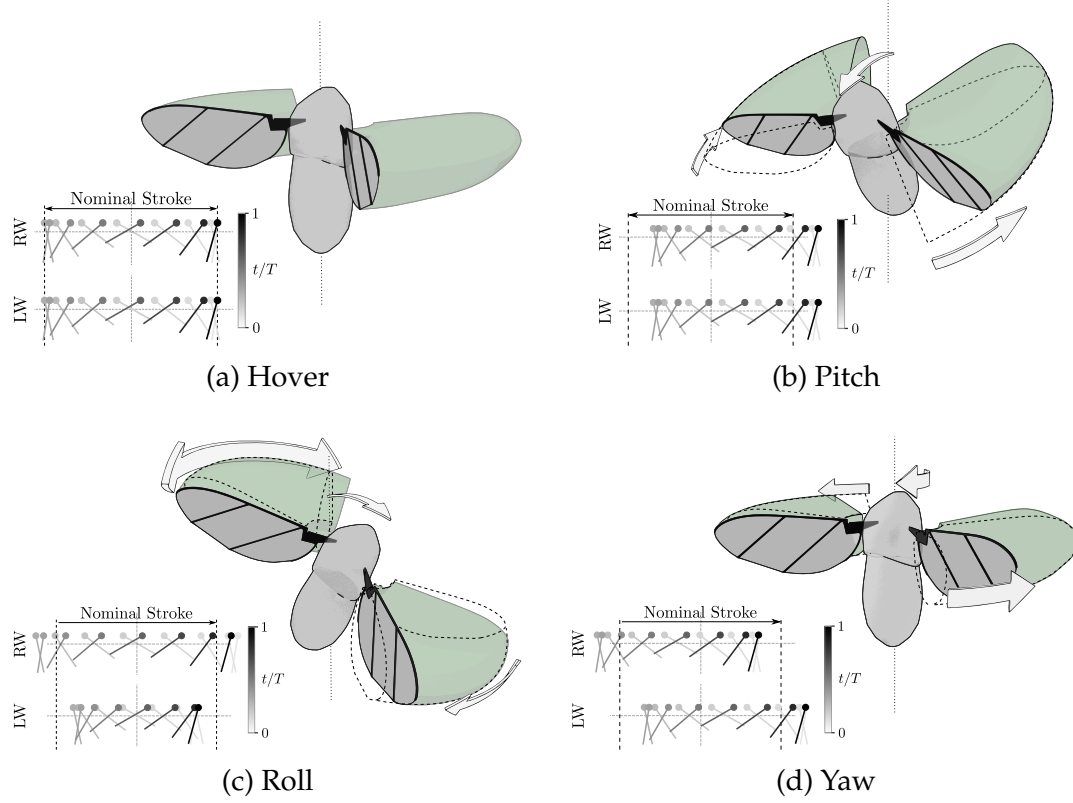 Nominal Stroke
RW
LW
1
t/T
0
(a) Hover
Nominal Stroke
RW
LW
1
t/T
0
(b) Pitch
Nominal Stroke
RW
LW
1
t/T
0
(c) Roll
Nominal Stroke
RW
LW
1
t/T
0
(d) Yaw